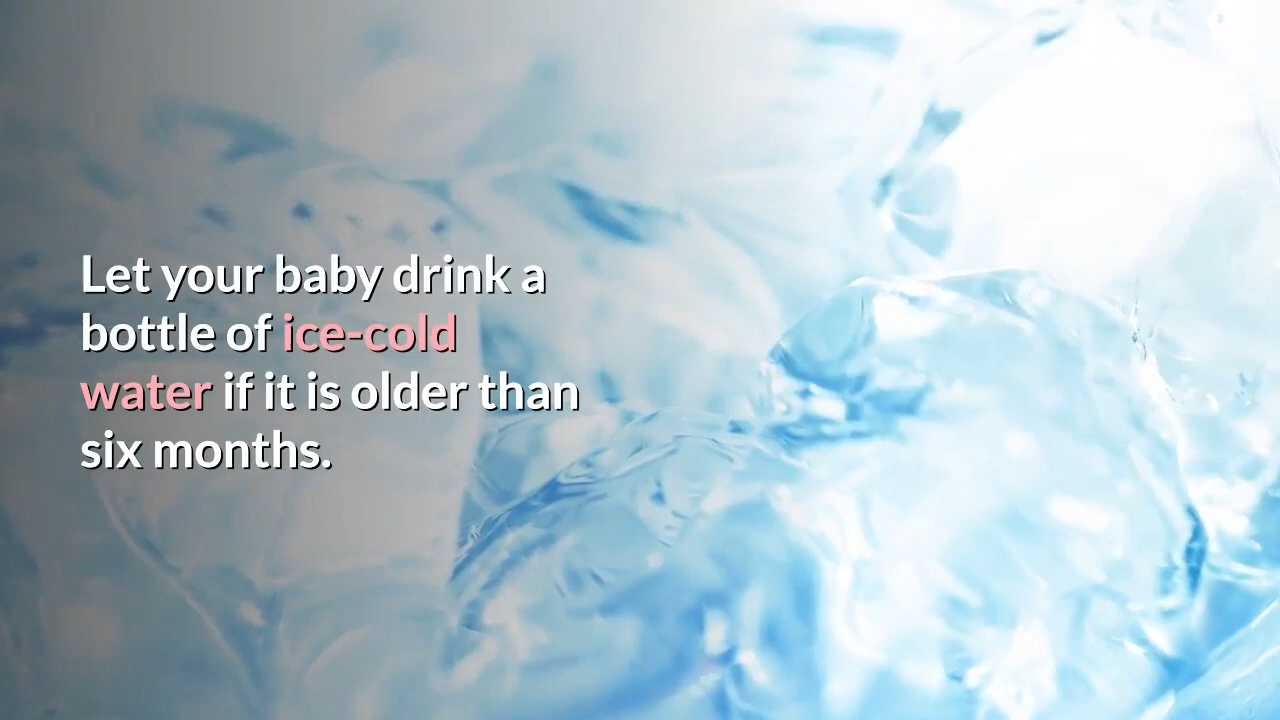 Let your baby drink a
bottle of ice-cold
water if it is older than
six months.